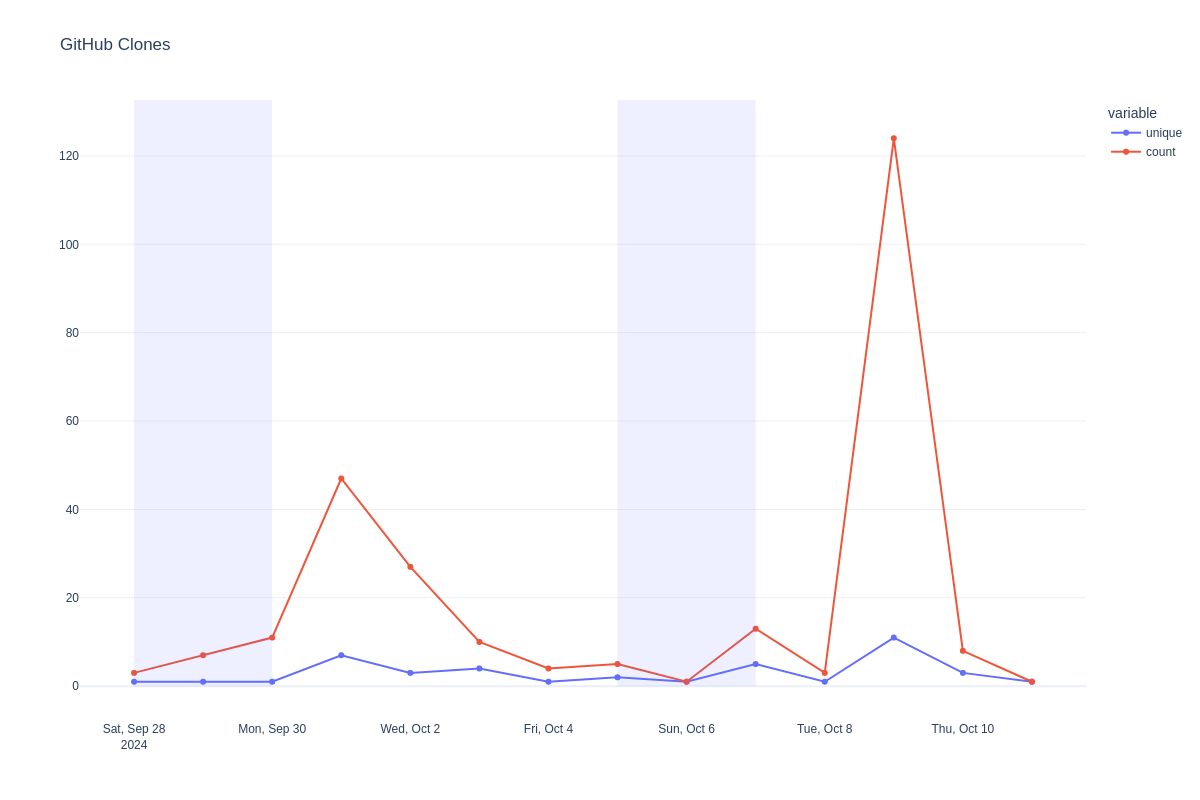 GitHub Clones
variable
unique
count
120
100
80
60
40
20
0
Sat, Sep 28
2024
Mon, Sep 30
Wed, Oct 2
Fri, Oct 4
Sun, Oct 6
Tue, Oct 8
Thu, Oct 10